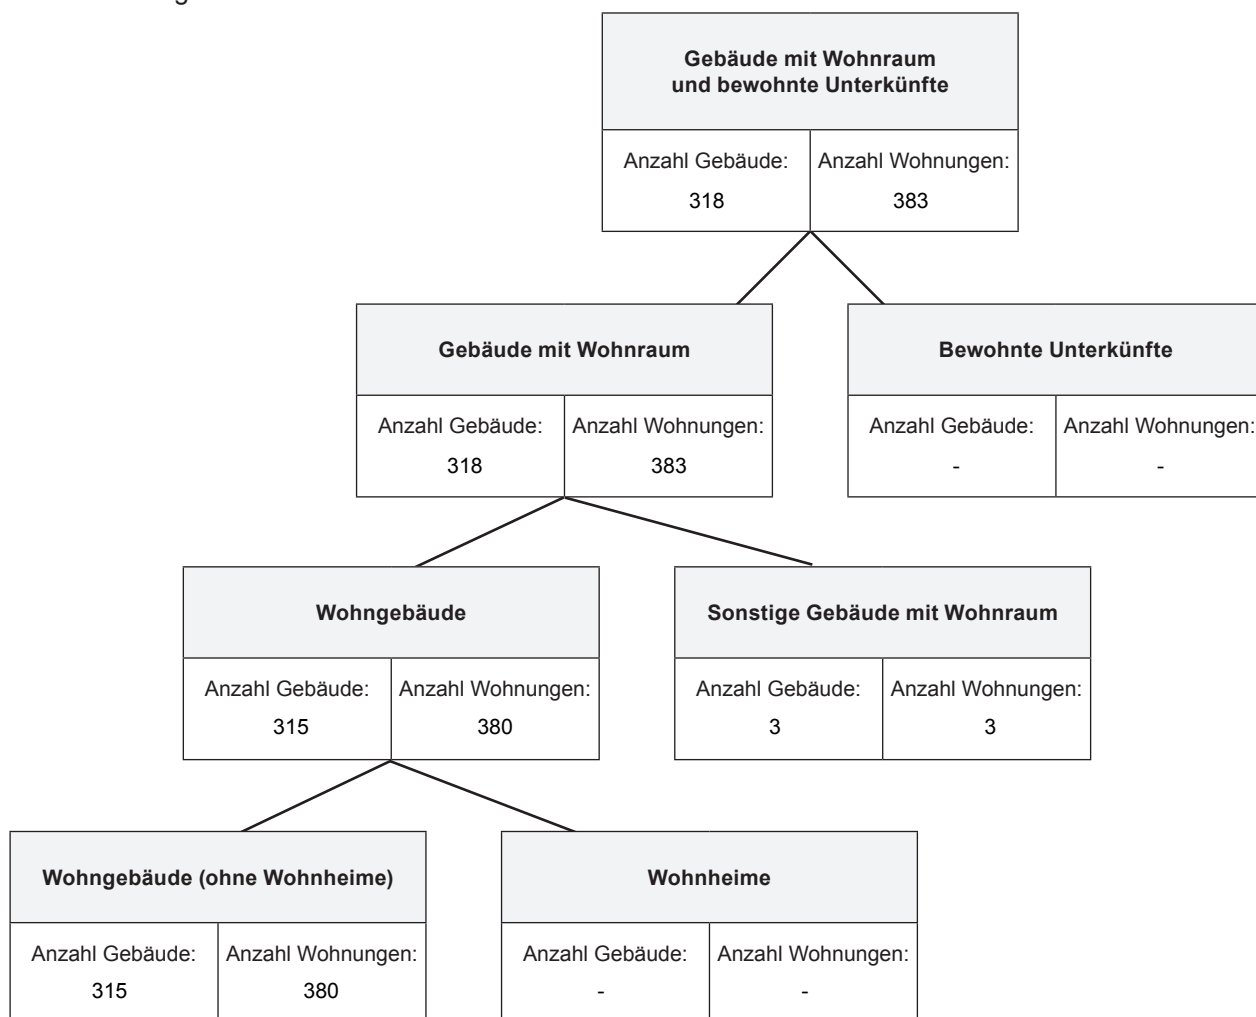 Gebäude mit Wohnraum
und bewohnte Unterkünfte
Anzahl Gebäude: Anzahl Wohnungen:
318 383
Gebäude mit Wohnraum Bewohnte Unterkünfte
Anzahl Gebäude: Anzahl Wohnungen: Anzahl Gebäude: Anzahl Wohnungen:
318 383 - -
Wohngebäude Sonstige Gebäude mit Wohnraum
Anzahl Gebäude: Anzahl Wohnungen: Anzahl Gebäude: Anzahl Wohnungen:
315 380 3 3
Wohngebäude (ohne Wohnheime) Wohnheime
Anzahl Gebäude: Anzahl Wohnungen: Anzahl Gebäude: Anzahl Wohnungen:
315 380 - -